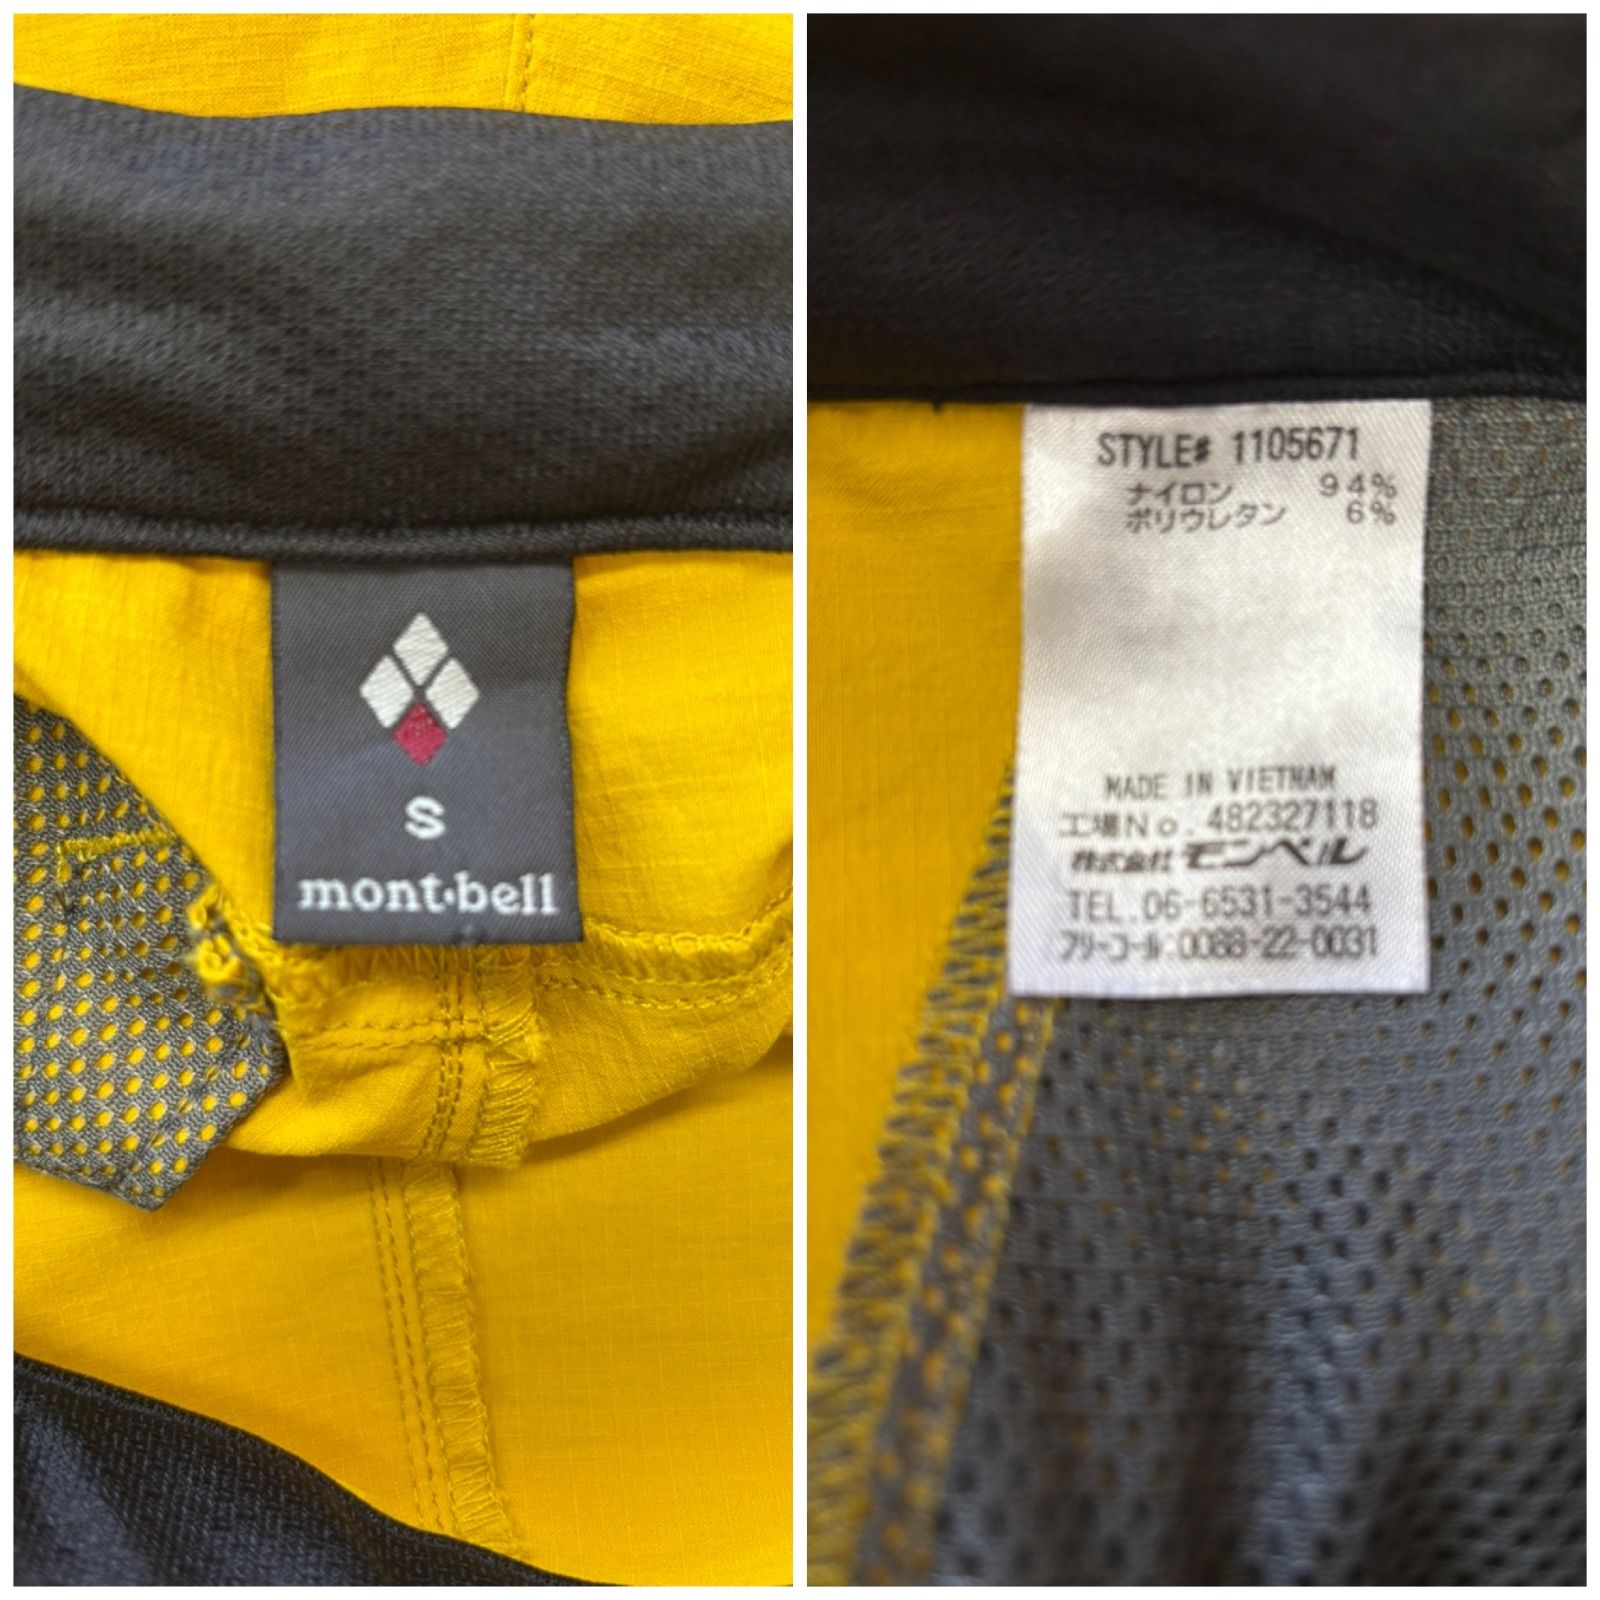 S
mont·bell
STYLE# 1105671
ナイロン 94%
ポリウレタン 6%
MADE IN VIETNAM
工場No. 482327118
株式会社 モンベル
TEL. 06-6531-3544
フリーコール:0088-22-0031